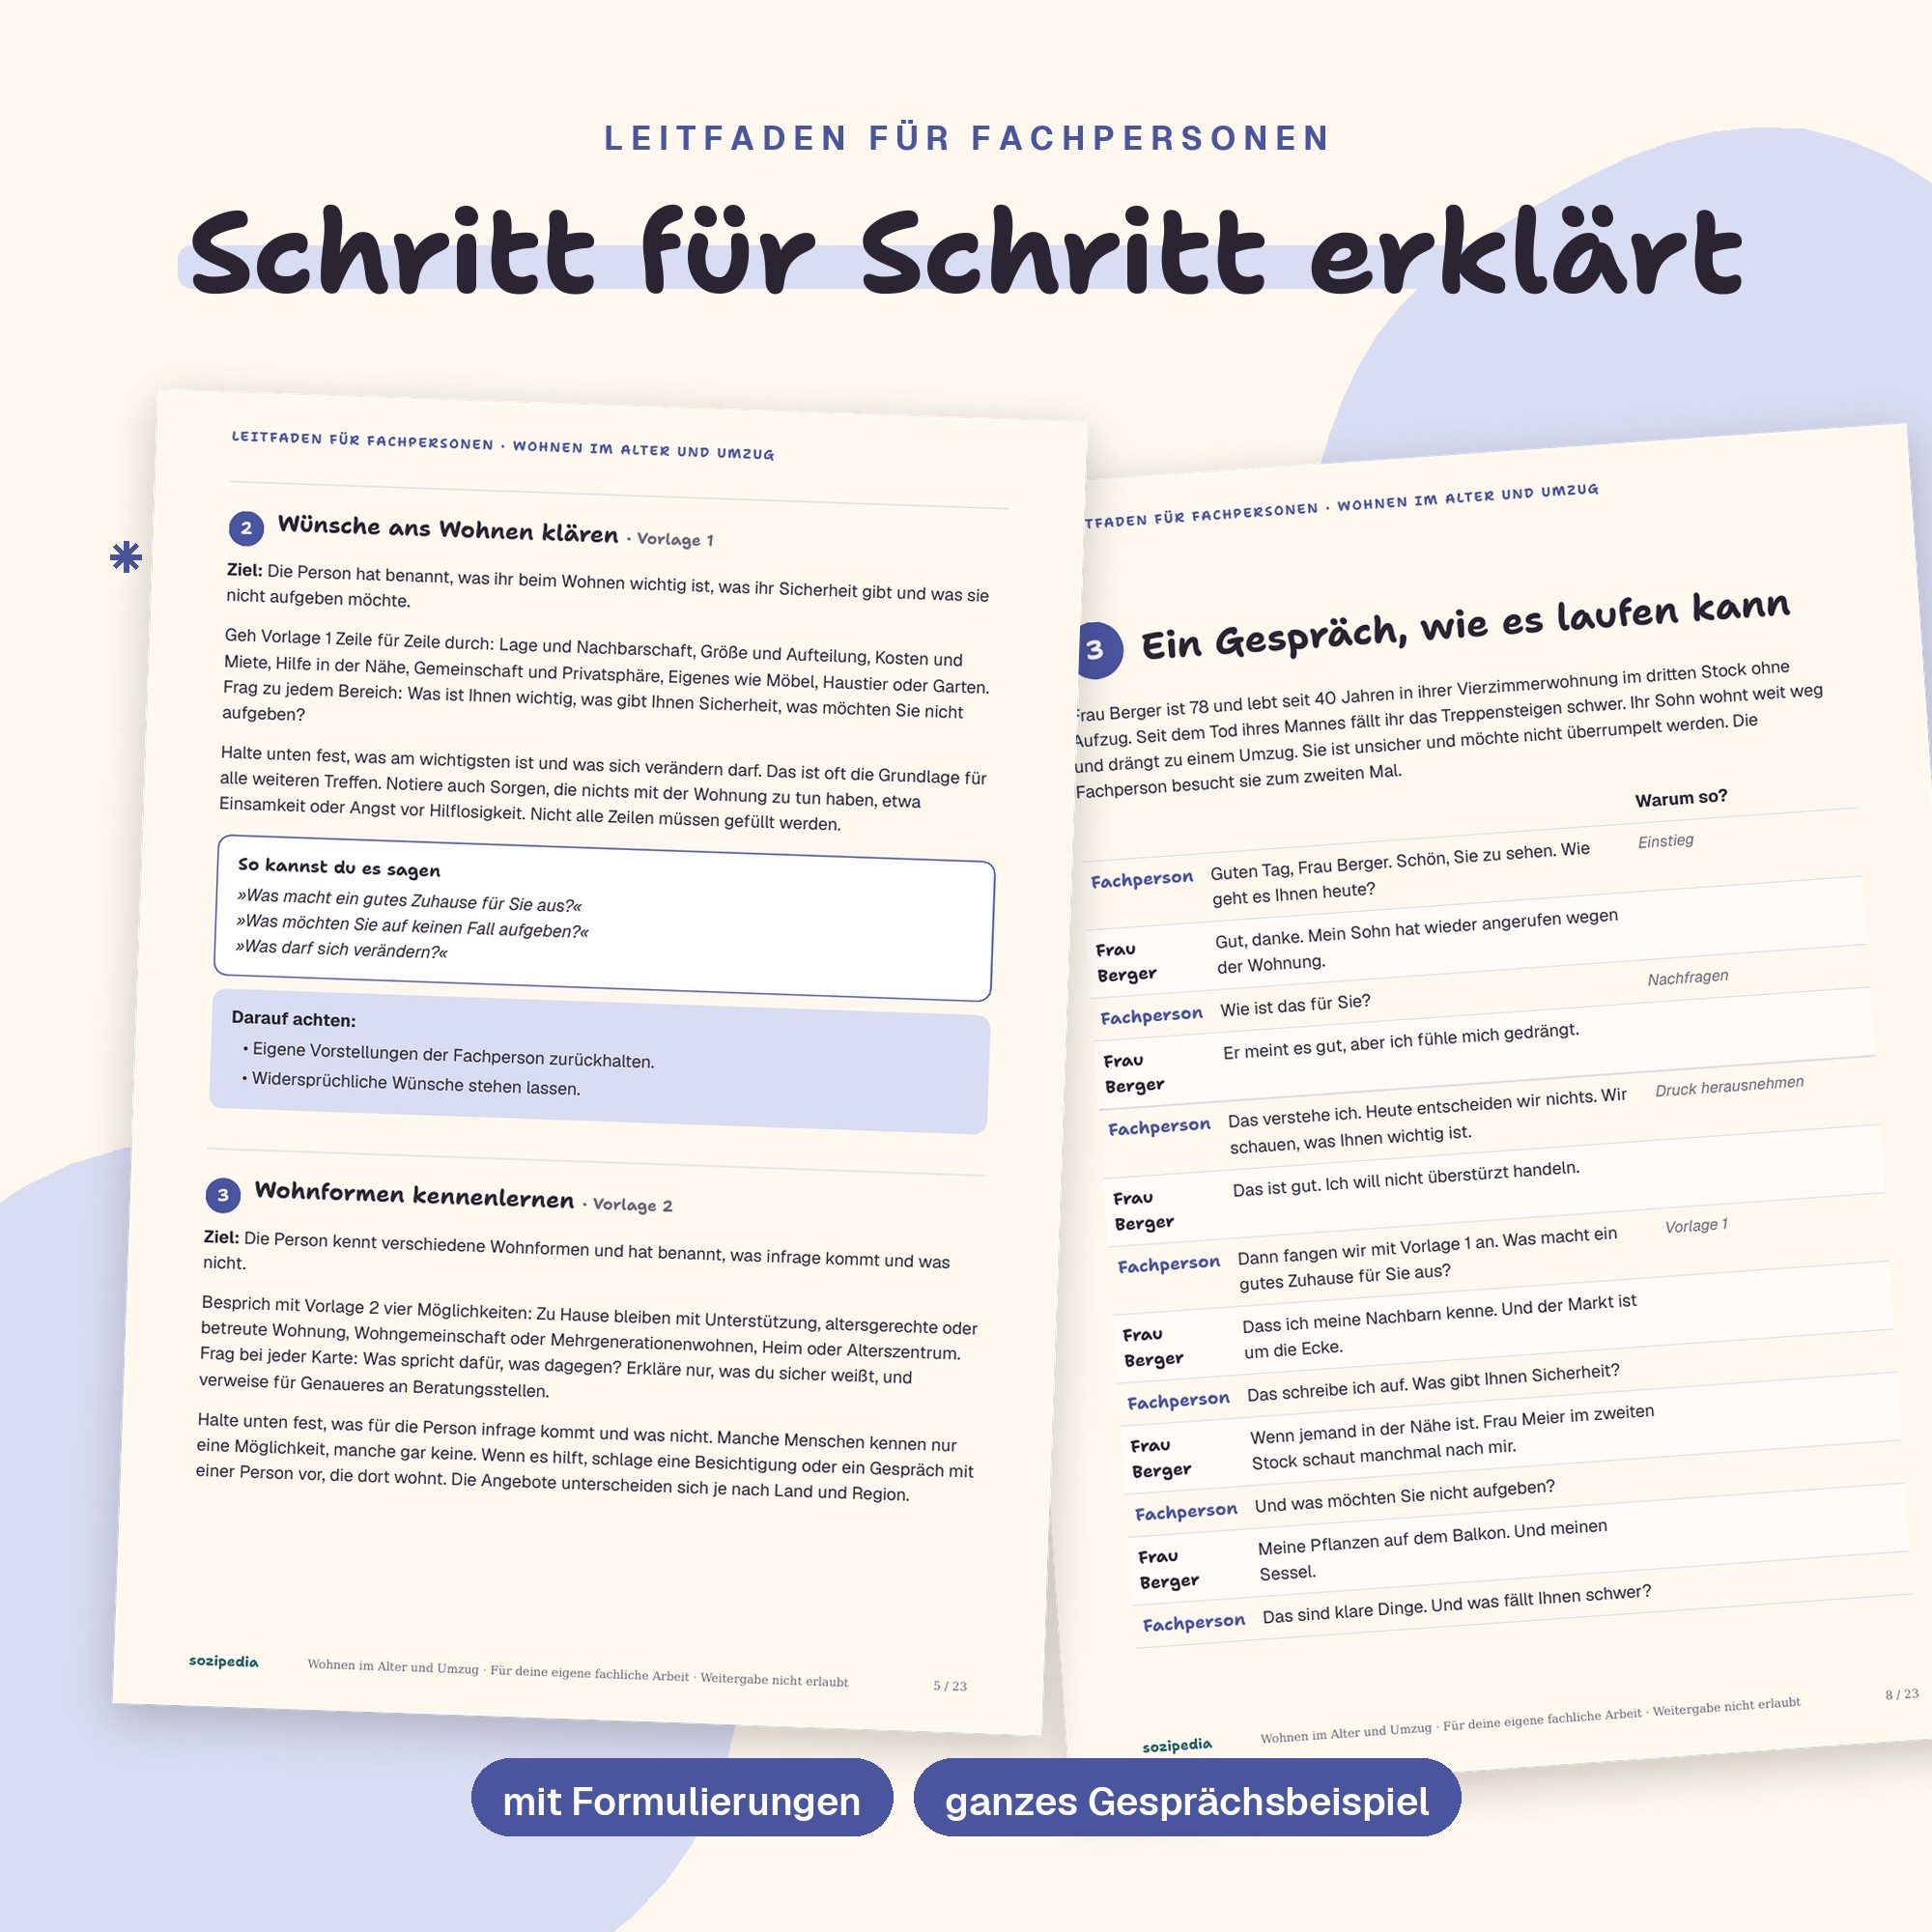 LEITFADEN FÜR FACHPERSONEN
Schritt für Schritt erklärt
LEITFADEN FÜR FACHPERSONEN · WOHNEN IM ALTER UND UMZUG
2 Wünsche ans Wohnen klären · Vorlage 1
Ziel: Die Person hat benannt, was ihr beim Wohnen wichtig ist, was ihr Sicherheit gibt und was sie
nicht aufgeben möchte.
Geh Vorlage 1 Zeile für Zeile durch: Lage und Nachbarschaft, Größe und Aufteilung, Kosten und
Miete, Hilfe in der Nähe, Gemeinschaft und Privatsphäre, Eigenes wie Möbel, Haustier oder Garten.
Frag zu jedem Bereich: Was ist Ihnen wichtig, was gibt Ihnen Sicherheit, was möchten Sie nicht
aufgeben?
Halte unten fest, was am wichtigsten ist und was sich verändern darf. Das ist oft die Grundlage für
alle weiteren Treffen. Notiere auch Sorgen, die nichts mit der Wohnung zu tun haben, etwa
Einsamkeit oder Angst vor Hilflosigkeit. Nicht alle Zeilen müssen gefüllt werden.
So kannst du es sagen
»Was macht ein gutes Zuhause für Sie aus?«
»Was möchten Sie auf keinen Fall aufgeben?«
»Was darf sich verändern?«
Darauf achten:
• Eigene Vorstellungen der Fachperson zurückhalten.
• Widersprüchliche Wünsche stehen lassen.
3 Wohnformen kennenlernen · Vorlage 2
Ziel: Die Person kennt verschiedene Wohnformen und hat benannt, was infrage kommt und was
nicht.
Besprich mit Vorlage 2 vier Möglichkeiten: Zu Hause bleiben mit Unterstützung, altersgerechte oder
betreute Wohnung, Wohngemeinschaft oder Mehrgenerationenwohnen, Heim oder Alterszentrum.
Frag bei jeder Karte: Was spricht dafür, was dagegen? Erkläre nur, was du sicher weißt, und
verweise für Genaueres an Beratungsstellen.
Halte unten fest, was für die Person infrage kommt und was nicht. Manche Menschen kennen nur
eine Möglichkeit, manche gar keine. Wenn es hilft, schlage eine Besichtigung oder ein Gespräch mit
einer Person vor, die dort wohnt. Die Angebote unterscheiden sich je nach Land und Region.
sozipedia Wohnen im Alter und Umzug · Für deine eigene fachliche Arbeit · Weitergabe nicht erlaubt 5 / 23
TFADEN FÜR FACHPERSONEN · WOHNEN IM ALTER UND UMZUG
3 Ein Gespräch, wie es laufen kann
Frau Berger ist 78 und lebt seit 40 Jahren in ihrer Vierzimmerwohnung im dritten Stock ohne
Aufzug. Seit dem Tod ihres Mannes fällt ihr das Treppensteigen schwer. Ihr Sohn wohnt weit weg
und drängt zu einem Umzug. Sie ist unsicher und möchte nicht überrumpelt werden. Die
Fachperson besucht sie zum zweiten Mal.
Warum so?
Fachperson Guten Tag, Frau Berger. Schön, Sie zu sehen. Wie
geht es Ihnen heute?
Einstieg
Frau
Berger
Gut, danke. Mein Sohn hat wieder angerufen wegen
der Wohnung.
Fachperson Wie ist das für Sie? Nachfragen
Frau
Berger
Er meint es gut, aber ich fühle mich gedrängt.
Fachperson Das verstehe ich. Heute entscheiden wir nichts. Wir
schauen, was Ihnen wichtig ist.
Druck herausnehmen
Frau
Berger
Das ist gut. Ich will nicht überstürzt handeln.
Fachperson Dann fangen wir mit Vorlage 1 an. Was macht ein
gutes Zuhause für Sie aus?
Vorlage 1
Frau
Berger
Dass ich meine Nachbarn kenne. Und der Markt ist
um die Ecke.
Fachperson Das schreibe ich auf. Was gibt Ihnen Sicherheit?
Frau
Berger
Wenn jemand in der Nähe ist. Frau Meier im zweiten
Stock schaut manchmal nach mir.
Fachperson Und was möchten Sie nicht aufgeben?
Frau
Berger
Meine Pflanzen auf dem Balkon. Und meinen
Sessel.
Fachperson Das sind klare Dinge. Und was fällt Ihnen schwer?
sozipedia Wohnen im Alter und Umzug · Für deine eigene fachliche Arbeit · Weitergabe nicht erlaubt 8 / 23
mit Formulierungen
ganzes Gesprächsbeispiel